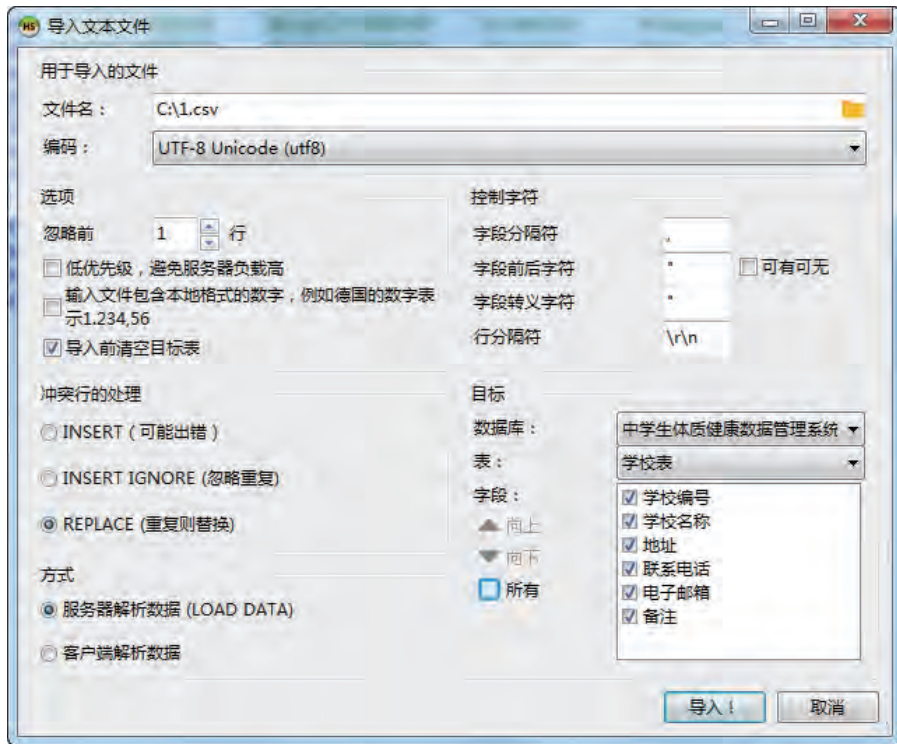 HS 导入文本文件
用于导入的文件
文件名：
C:\1.csv
编码：
UTF-8 Unicode (utf8)
选项
忽略前 1 行
低优先级，避免服务器负载高
输入文件包含本地格式的数字，例如德国的数字表
示1.234,56
导入前清空目标表
控制字符
字段分隔符 ,
字段前后字符 " 可有可无
字段转义字符 "
行分隔符 \r\n
冲突行的处理
INSERT（可能出错）
INSERT IGNORE (忽略重复)
REPLACE (重复则替换)
方式
服务器解析数据 (LOAD DATA)
客户端解析数据
目标
数据库：
中学生体质健康数据管理系统
表：
学校表
字段：
向上
向下
所有
学校编号
学校名称
地址
联系电话
电子邮箱
备注
导入！
取消